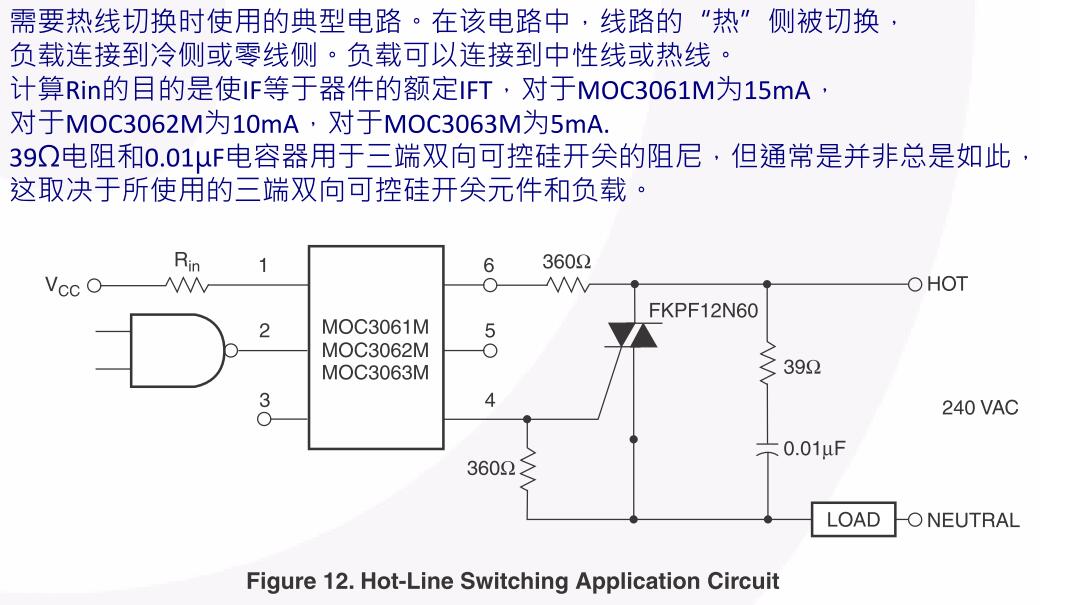 需要热线切换时使用的典型电路。在该电路中，线路的“热”侧被切换，
负载连接到冷侧或零线侧。负载可以连接到中性线或热线。
计算Rin的目的是使IF等于器件的额定IFT，对于MOC3061M为15mA，
对于MOC3062M为10mA，对于MOC3063M为5mA.
39Ω电阻和0.01μF电容器用于三端双向可控硅开关的阻尼，但通常是并非总是如此，
这取决于所使用的三端双向可控硅开关元件和负载。
VCC
Rin
1
2
3
MOC3061M
MOC3062M
MOC3063M
6
5
4
360Ω
360Ω
FKPF12N60
39Ω
0.01μF
HOT
240 VAC
LOAD
NEUTRAL
Figure 12. Hot-Line Switching Application Circuit